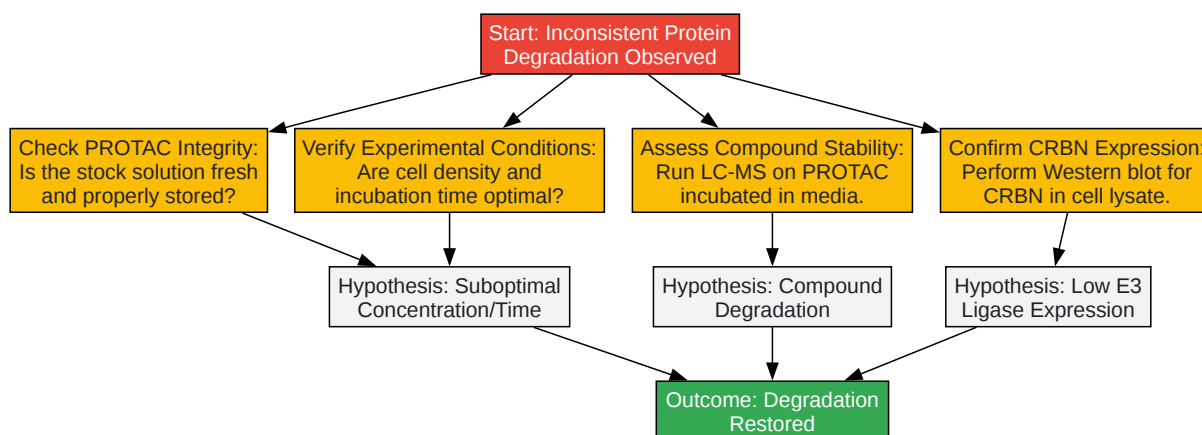 Start: Inconsistent Protein
Degradation Observed
Check PROTAC Integrity:
Is the stock solution fresh
and properly stored?
Verify Experimental Conditions:
Are cell density and
incubation time optimal?
Assess Compound Stability:
Run LC-MS on PROTAC
incubated in media.
Confirm CRBN Expression:
Perform Western blot for
CRBN in cell lysate.
Hypothesis: Suboptimal
Concentration/Time
Hypothesis: Compound
Degradation
Hypothesis: Low E3
Ligase Expression
Outcome: Degradation
Restored